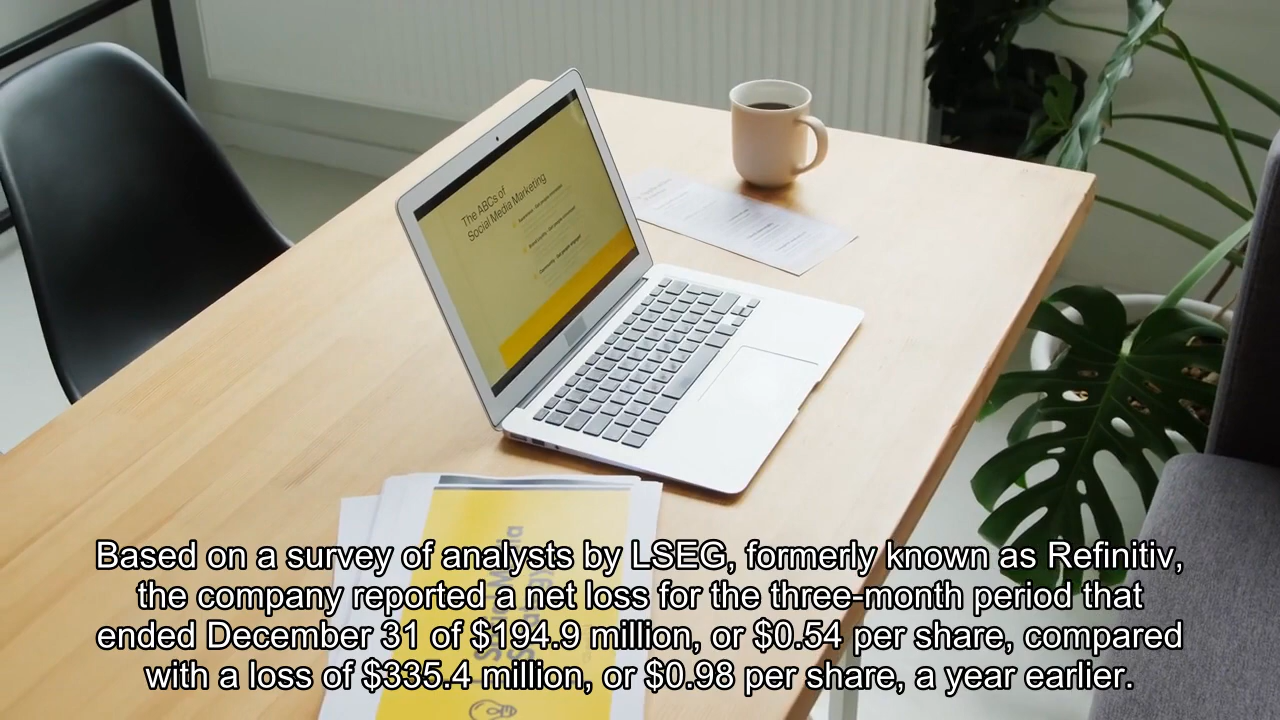 The ABCs of
Social Media Marketing
Based on a survey of analysts by LSEG, formerly known as Refinitiv,
the company reported a net loss for the three-month period that
ended December 31 of $194.9 million, or $0.54 per share, compared
with a loss of $335.4 million, or $0.98 per share, a year earlier.